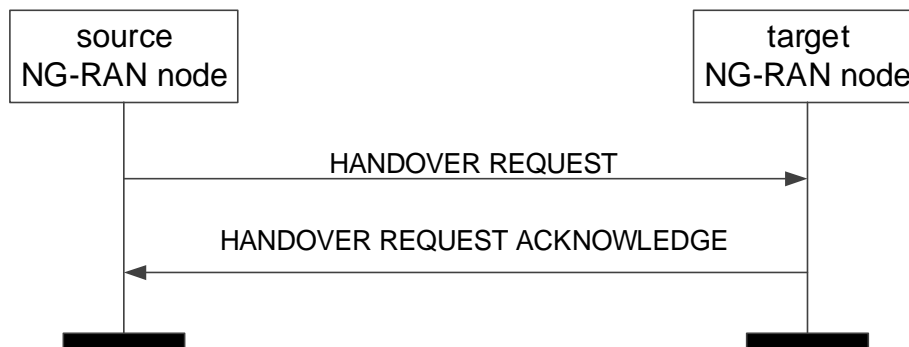 source
NG-RAN node
target
NG-RAN node
HANDOVER REQUEST
HANDOVER REQUEST ACKNOWLEDGE